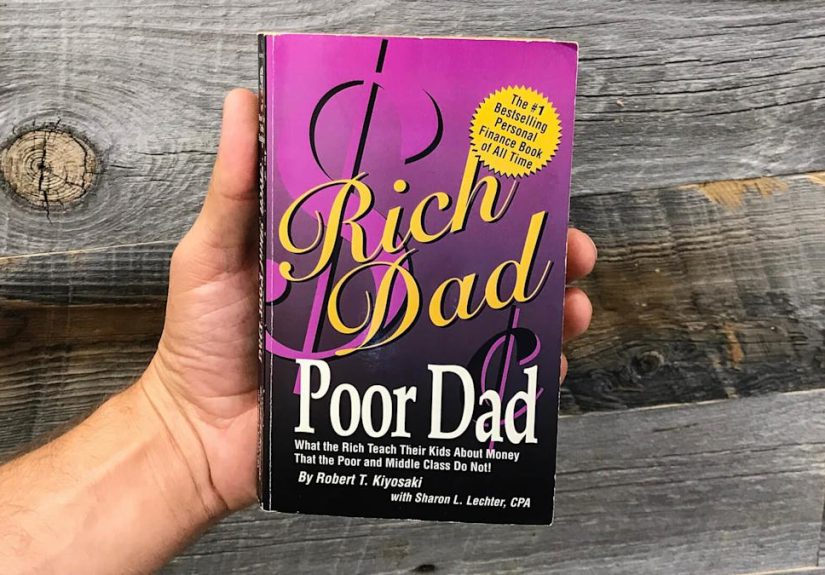 The #1
Bestselling
Personal
Finance Book
of All Time
Rich
Dad
Poor Dad
What the Rich Teach Their Kids About Money
That the Poor and Middle Class Do Not!
By Robert T. Kiyosaki
with Sharon L. Lechter, CPA